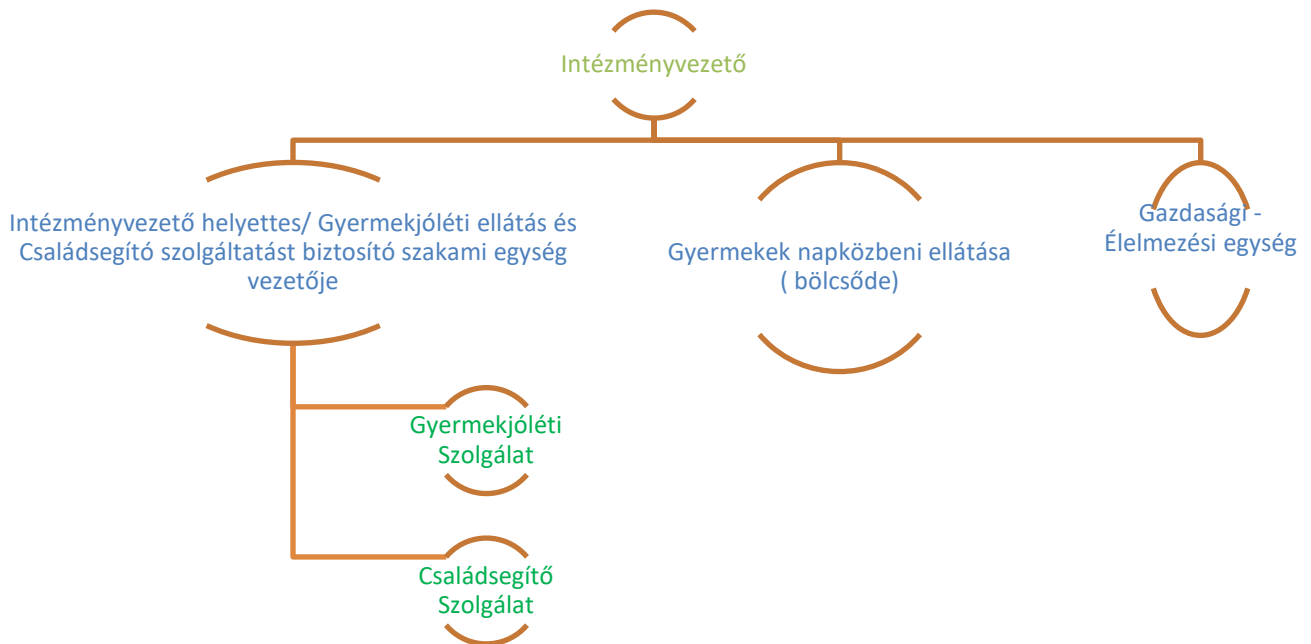 Intézményvezető
Intézményvezető helyettes/ Gyermekjóléti ellátás és
Családsegítő szolgáltatást biztosító szakami egység
vezetője
Gyermekek napközbeni ellátása
( bölcsőde)
Gazdasági -
Élelmezési egység
Gyermekjóléti
Szolgálat
Családsegítő
Szolgálat